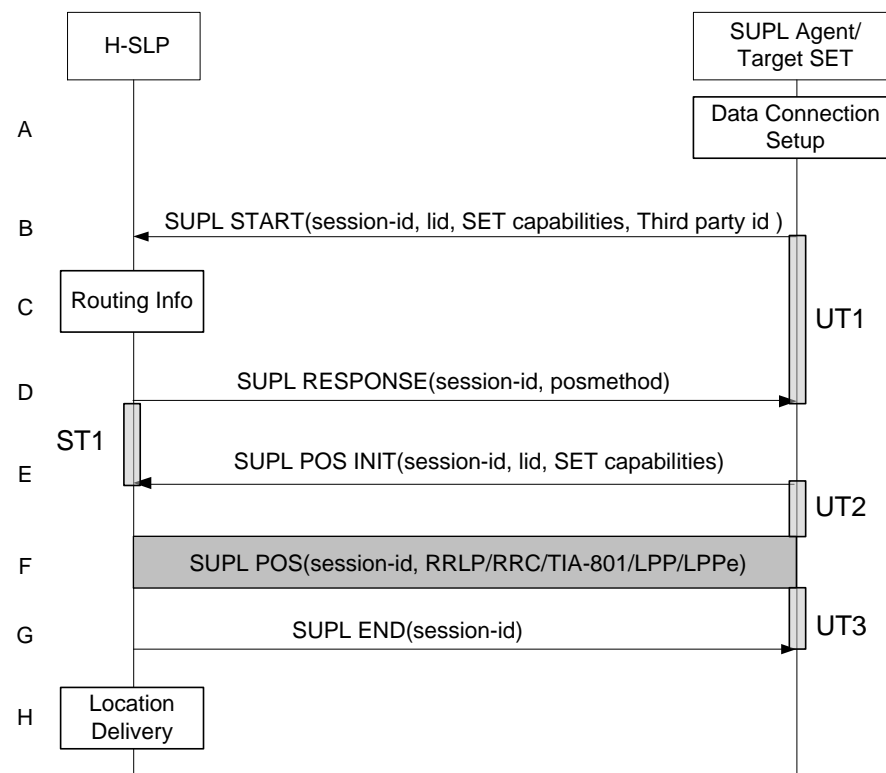 H-SLP
SUPL Agent/
Target SET
A
Data Connection
Setup
B
SUPL START(session-id, lid, SET capabilities, Third party id )
C
Routing Info
UT1
D
SUPL RESPONSE(session-id, posmethod)
ST1
E
SUPL POS INIT(session-id, lid, SET capabilities)
UT2
F
SUPL POS(session-id, RRLP/RRC/TIA-801/LPP/LPPe)
G
SUPL END(session-id)
UT3
H
Location
Delivery